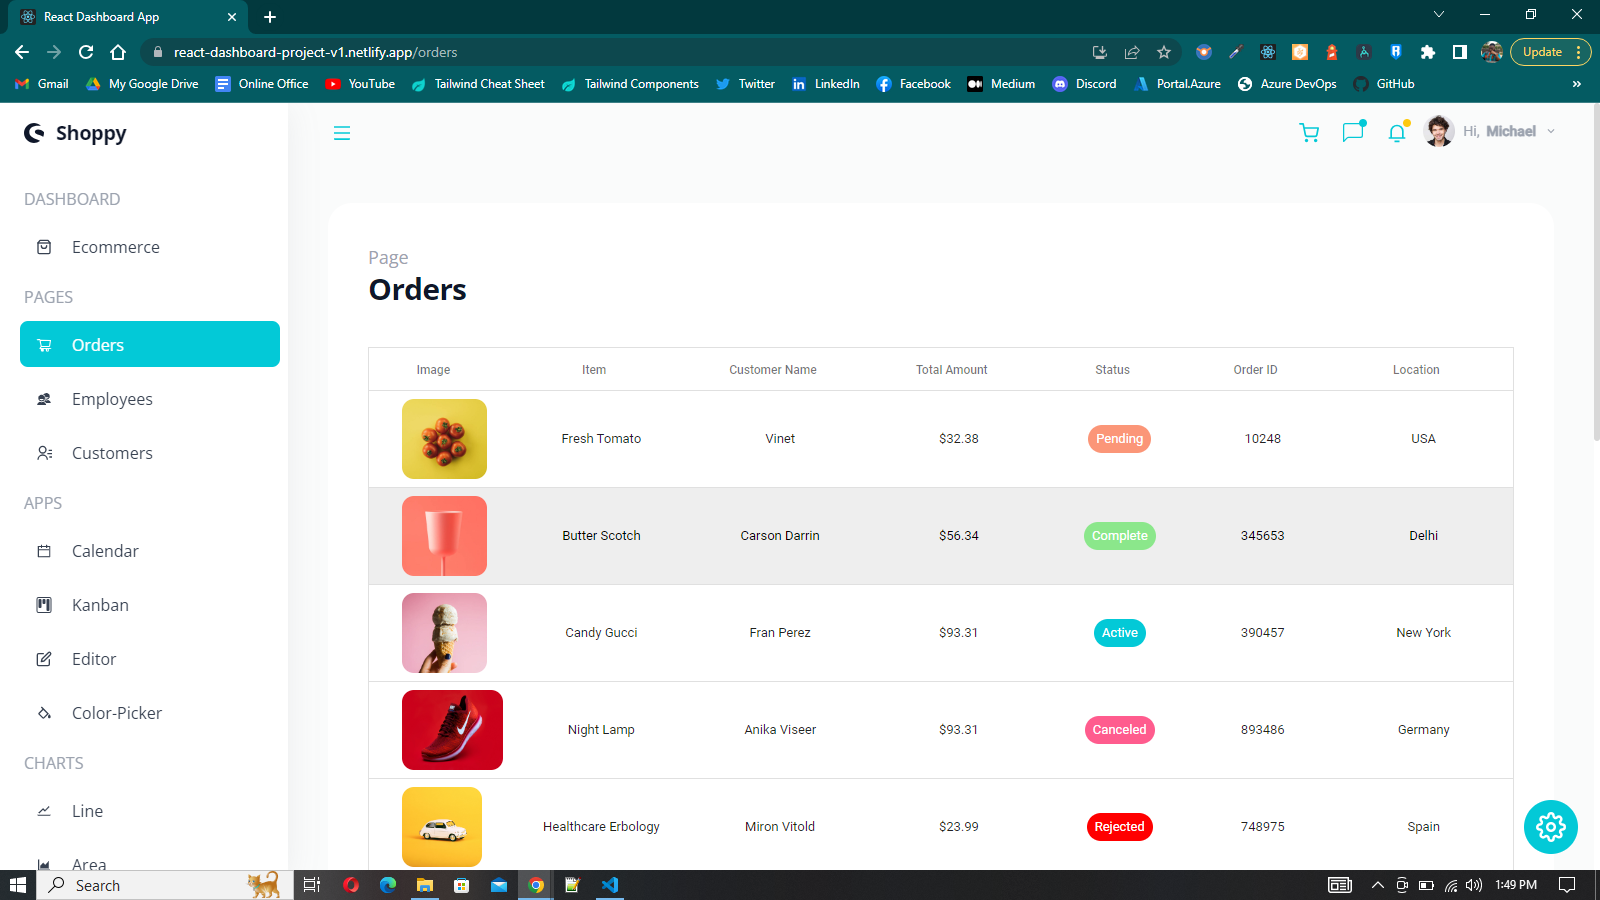 React Dashboard App
react-dashboard-project-v1.netlify.app/orders
Update
Gmail My Google Drive Online Office YouTube Tailwind Cheat Sheet Tailwind Components Twitter LinkedIn Facebook Medium Discord Portal.Azure Azure DevOps GitHub »
Shoppy
Hi, Michael
DASHBOARD
Ecommerce
PAGES
Orders
Employees
Customers
APPS
Calendar
Kanban
Editor
Color-Picker
CHARTS
Line
Area
Page
Orders
Image Item Customer Name Total Amount Status Order ID Location
Fresh Tomato Vinet $32.38 Pending 10248 USA
Butter Scotch Carson Darrin $56.34 Complete 345653 Delhi
Candy Gucci Fran Perez $93.31 Active 390457 New York
Night Lamp Anika Viseer $93.31 Canceled 893486 Germany
Healthcare Erbology Miron Vitold $23.99 Rejected 748975 Spain
Search
1:49 PM